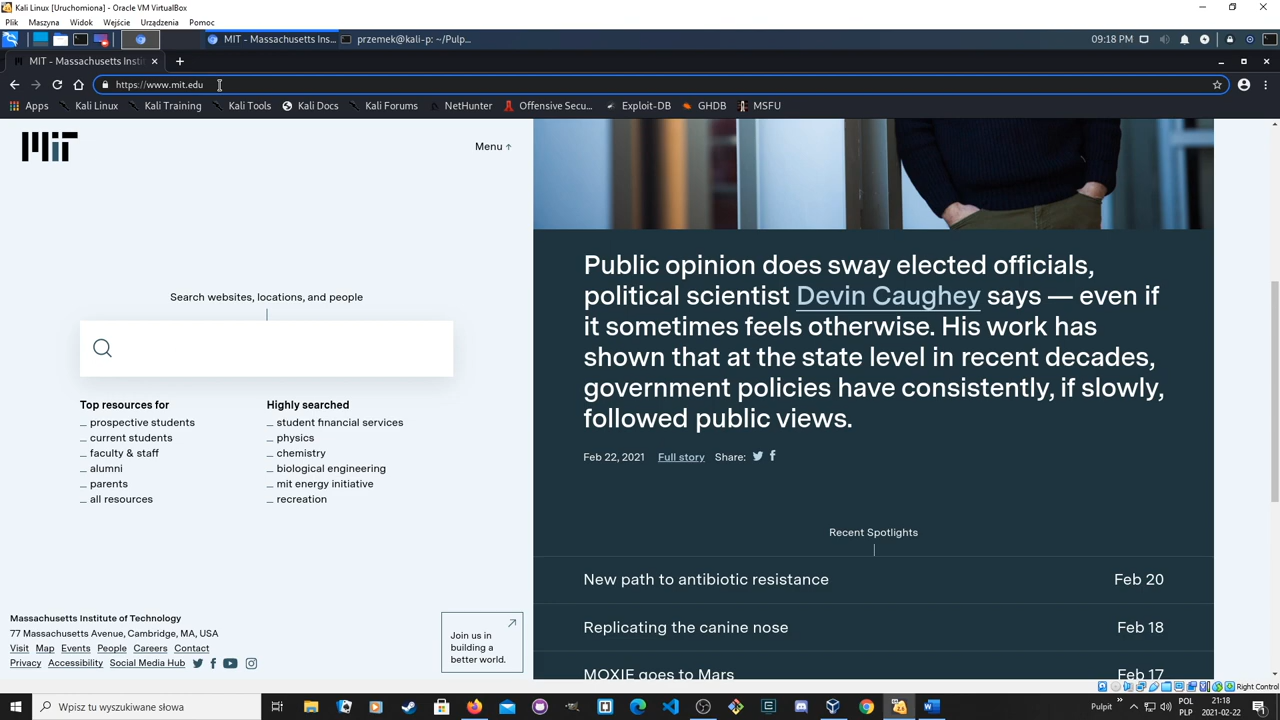 Kali Linux [Uruchomiona] - Oracle VM VirtualBox
Plik Maszyna Widok Wejście Urządzenia Pomoc
MIT - Massachusetts Ins... przemek@kali-p: ~/Pulp... 09:18 PM
MIT - Massachusetts Insti
https://www.mit.edu
Apps Kali Linux Kali Training Kali Tools Kali Docs Kali Forums NetHunter Offensive Secu... Exploit-DB GHDB MSFU
MIT
Menu ↑
Search websites, locations, and people
Top resources for
prospective students
current students
faculty & staff
alumni
parents
all resources
Highly searched
student financial services
physics
chemistry
biological engineering
mit energy initiative
recreation
Massachusetts Institute of Technology
77 Massachusetts Avenue, Cambridge, MA, USA
Visit Map Events People Careers Contact
Privacy Accessibility Social Media Hub
Join us in
building a
better world.
Public opinion does sway elected officials,
political scientist Devin Caughey says — even if
it sometimes feels otherwise. His work has
shown that at the state level in recent decades,
government policies have consistently, if slowly,
followed public views.
Feb 22, 2021 Full story Share:
Recent Spotlights
New path to antibiotic resistance Feb 20
Replicating the canine nose Feb 18
MOXIE goes to Mars Feb 17
Right Control
Wpisz tu wyszukiwane słowa
Pulpit
POL
PLP
21:18
2021-02-22